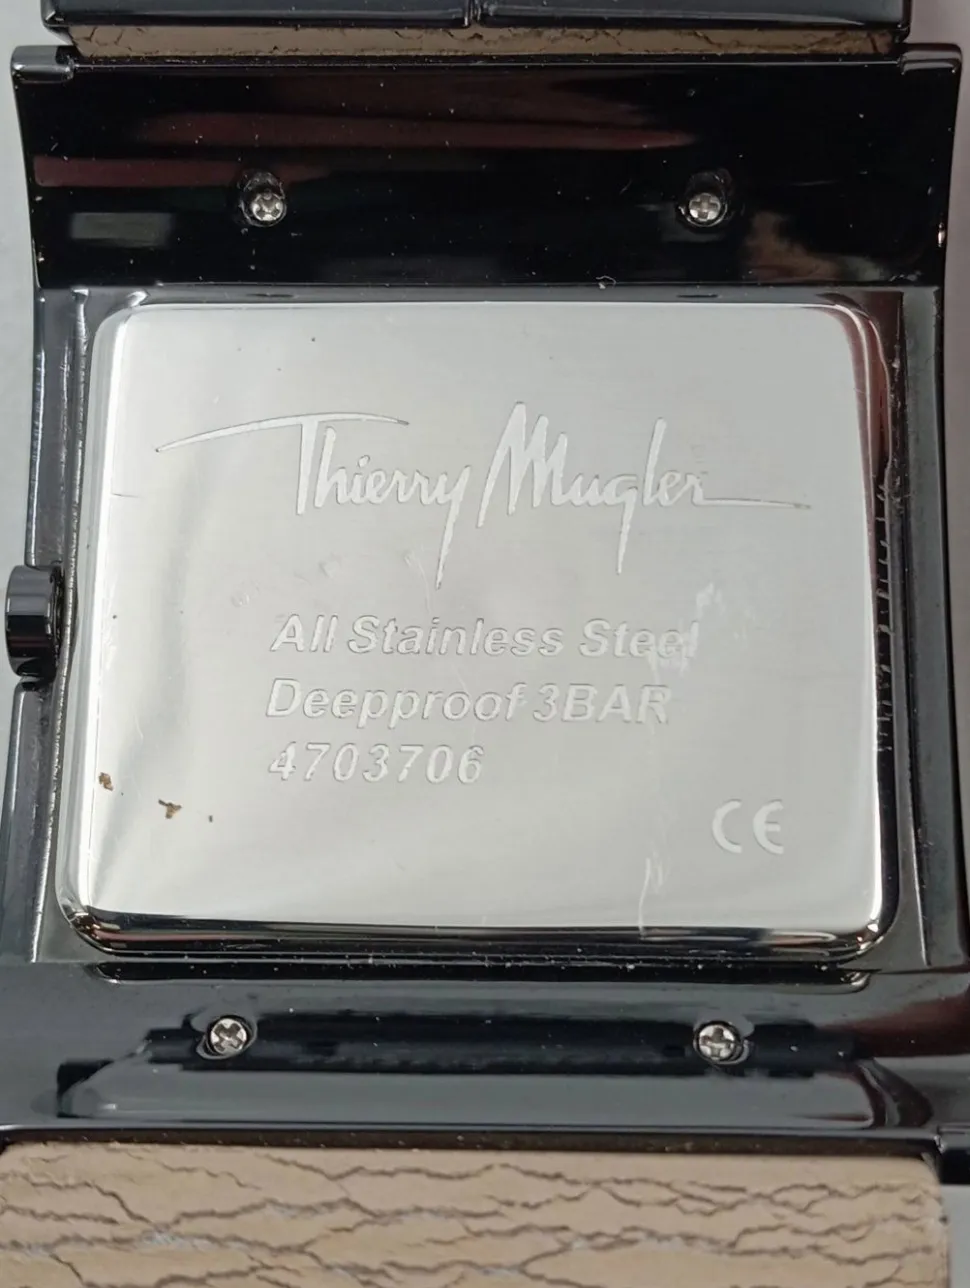 Thierry Mugler
All Stainless Steel
Deepproof 3BAR
4703706
CE